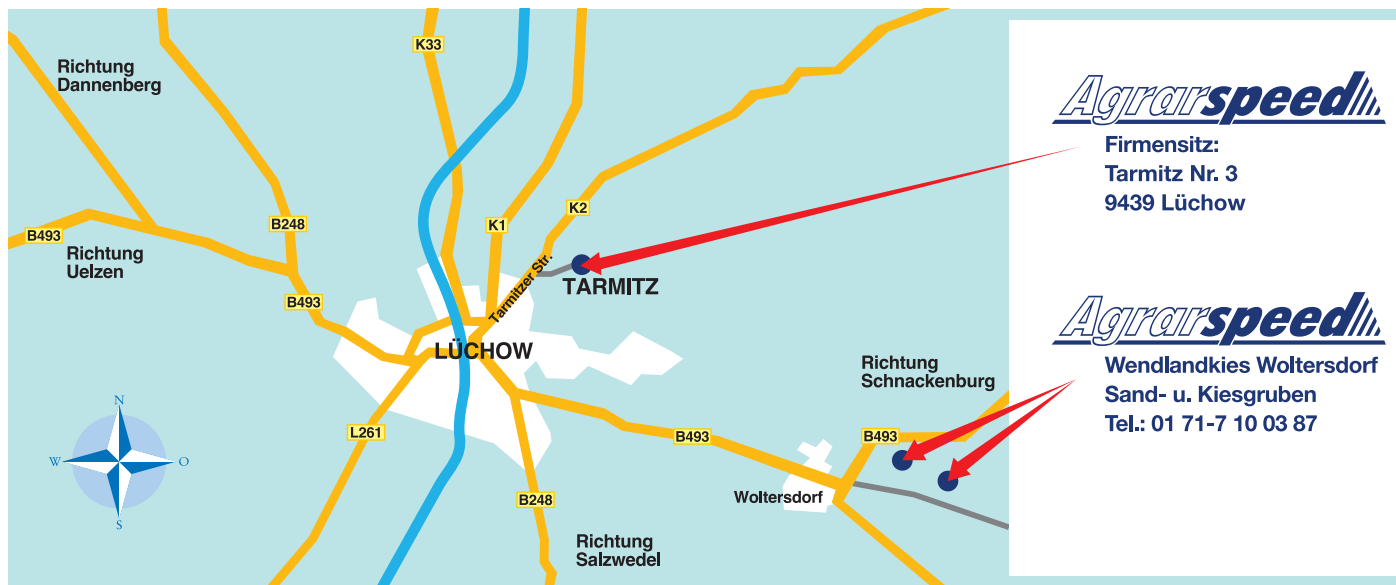 K33
Richtung
Dannenberg
B248
K1
K2
B493
Richtung
Uelzen
Tarmitzer Str.
TARMITZ
B493
LÜCHOW
Richtung
Schnackenburg
L261
B493
B493
Woltersdorf
B248
Richtung
Salzwedel
N
W
O
S
Agrarspeed
Firmensitz:
Tarmitz Nr. 3
9439 Lüchow
Agrarspeed
Wendlandkies Woltersdorf
Sand- u. Kiesgruben
Tel.: 01 71-7 10 03 87